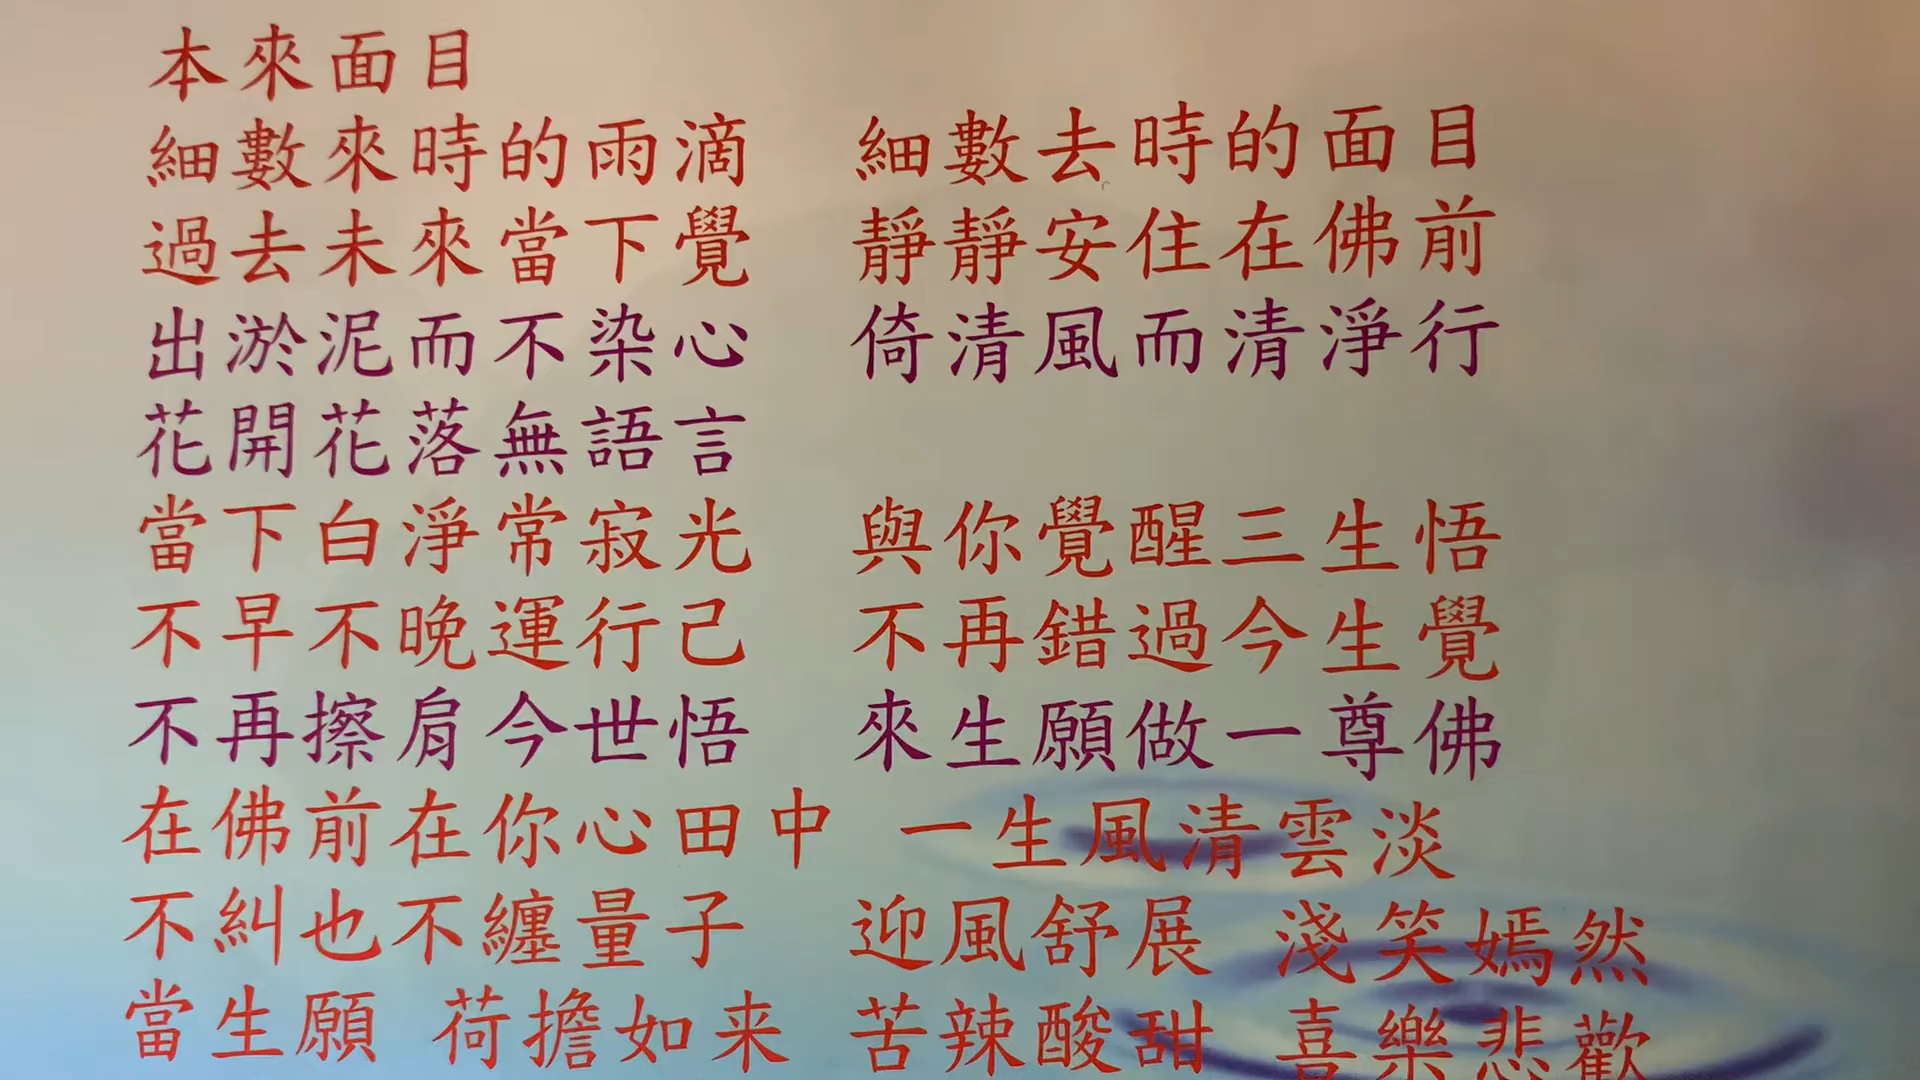 本來面目
細數來時的雨滴 細數去時的面目
過去未來當下覺 靜靜安住在佛前
出淤泥而不染心 倚清風而清淨行
花開花落無語言
當下白淨常寂光 與你覺醒三生悟
不早不晚運行己 不再錯過今生覺
不再擦肩今世悟 來生願做一尊佛
在佛前在你心田中 一生風清雲淡
不糾也不纏量子 迎風舒展 淺笑嫣然
當生願 荷擔如来 苦辣酸甜 喜樂悲歡